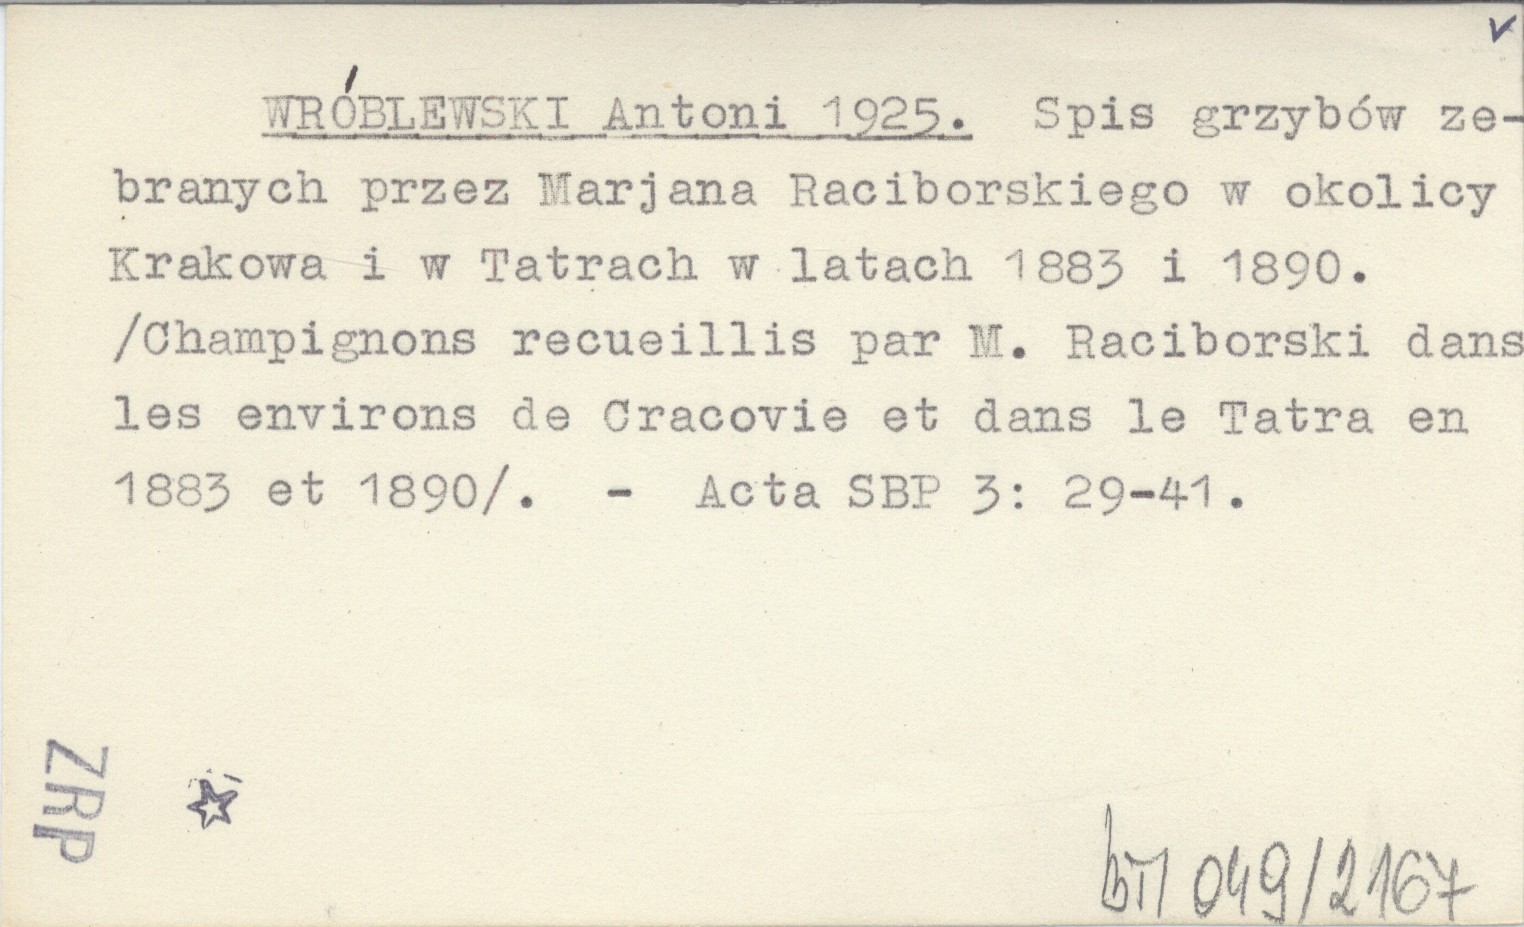 WRÓBLEWSKI Antoni 1925. Spis grzybów ze-
branych przez Marjana Raciborskiego w okolicy
Krakowa i w Tatrach w latach 1883 i 1890.
/Champignons recueillis par M. Raciborski dans
les environs de Cracovie et dans le Tatra en
1883 et 1890/. - Acta SBP 3: 29-41.
ZRP
049/2167